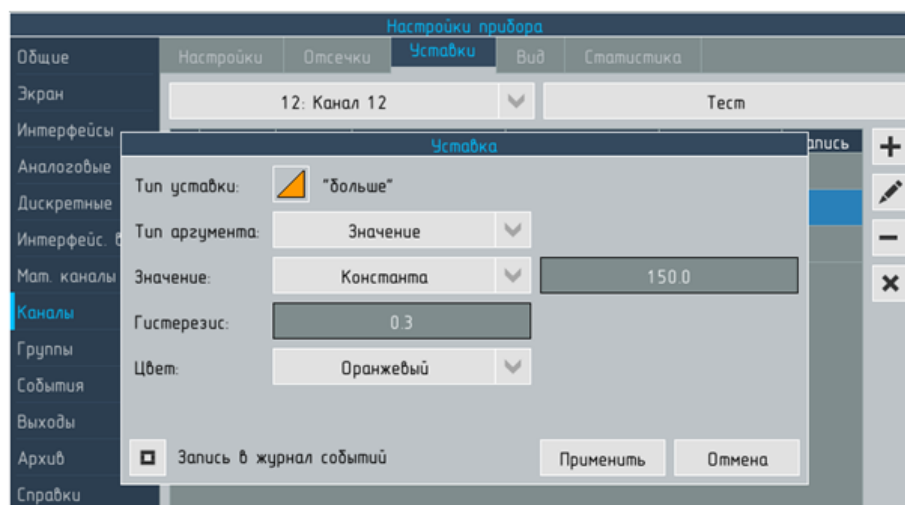 Настройки прибора
Общие
Настройки Отсечки Уставки Вид Статистика
Экран
12: Канал 12 Тест
Интерфейсы
Уставка
Аналоговые
Тип уставки: "больше"
Дискретные
Тип аргумента: Значение
Интерфейс.
Мат. каналы
Значение: Константа 150.0
Каналы
Гистерезис: 0.3
Группы
Цвет: Оранжевый
События
Выходы
Архив
Запись в журнал событий Применить Отмена
Справки